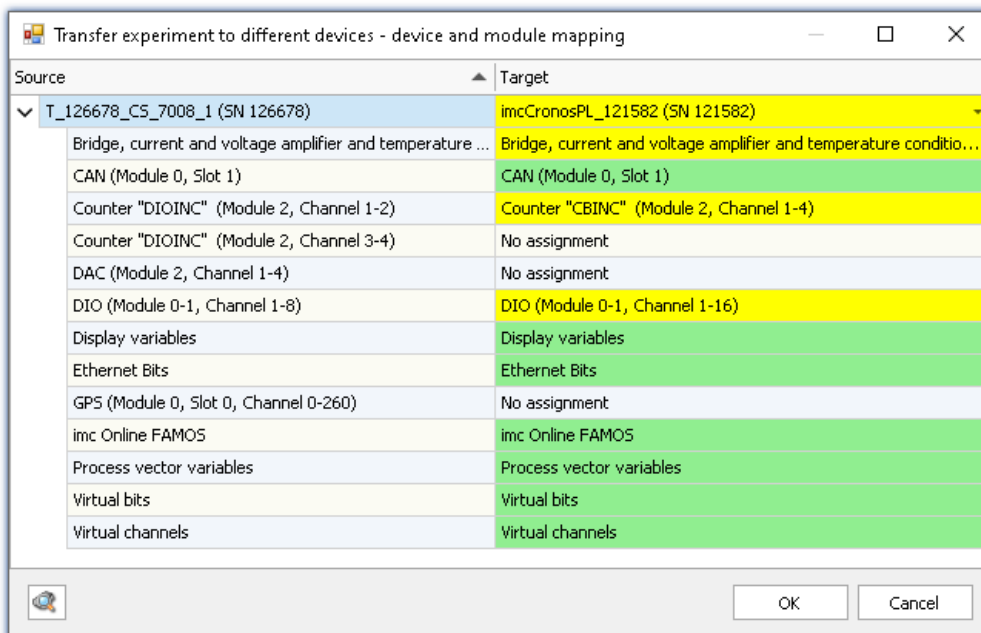 Transfer experiment to different devices - device and module mapping
Source Target
T_126678_CS_7008_1 (SN 126678) imcCronosPL_121582 (SN 121582)
Bridge, current and voltage amplifier and temperature ... Bridge, current and voltage amplifier and temperature conditio...
CAN (Module 0, Slot 1) CAN (Module 0, Slot 1)
Counter "DIOINC" (Module 2, Channel 1-2) Counter "CBINC" (Module 2, Channel 1-4)
Counter "DIOINC" (Module 2, Channel 3-4) No assignment
DAC (Module 2, Channel 1-4) No assignment
DIO (Module 0-1, Channel 1-8) DIO (Module 0-1, Channel 1-16)
Display variables Display variables
Ethernet Bits Ethernet Bits
GPS (Module 0, Slot 0, Channel 0-260) No assignment
imc Online FAMOS imc Online FAMOS
Process vector variables Process vector variables
Virtual bits Virtual bits
Virtual channels Virtual channels
OK Cancel